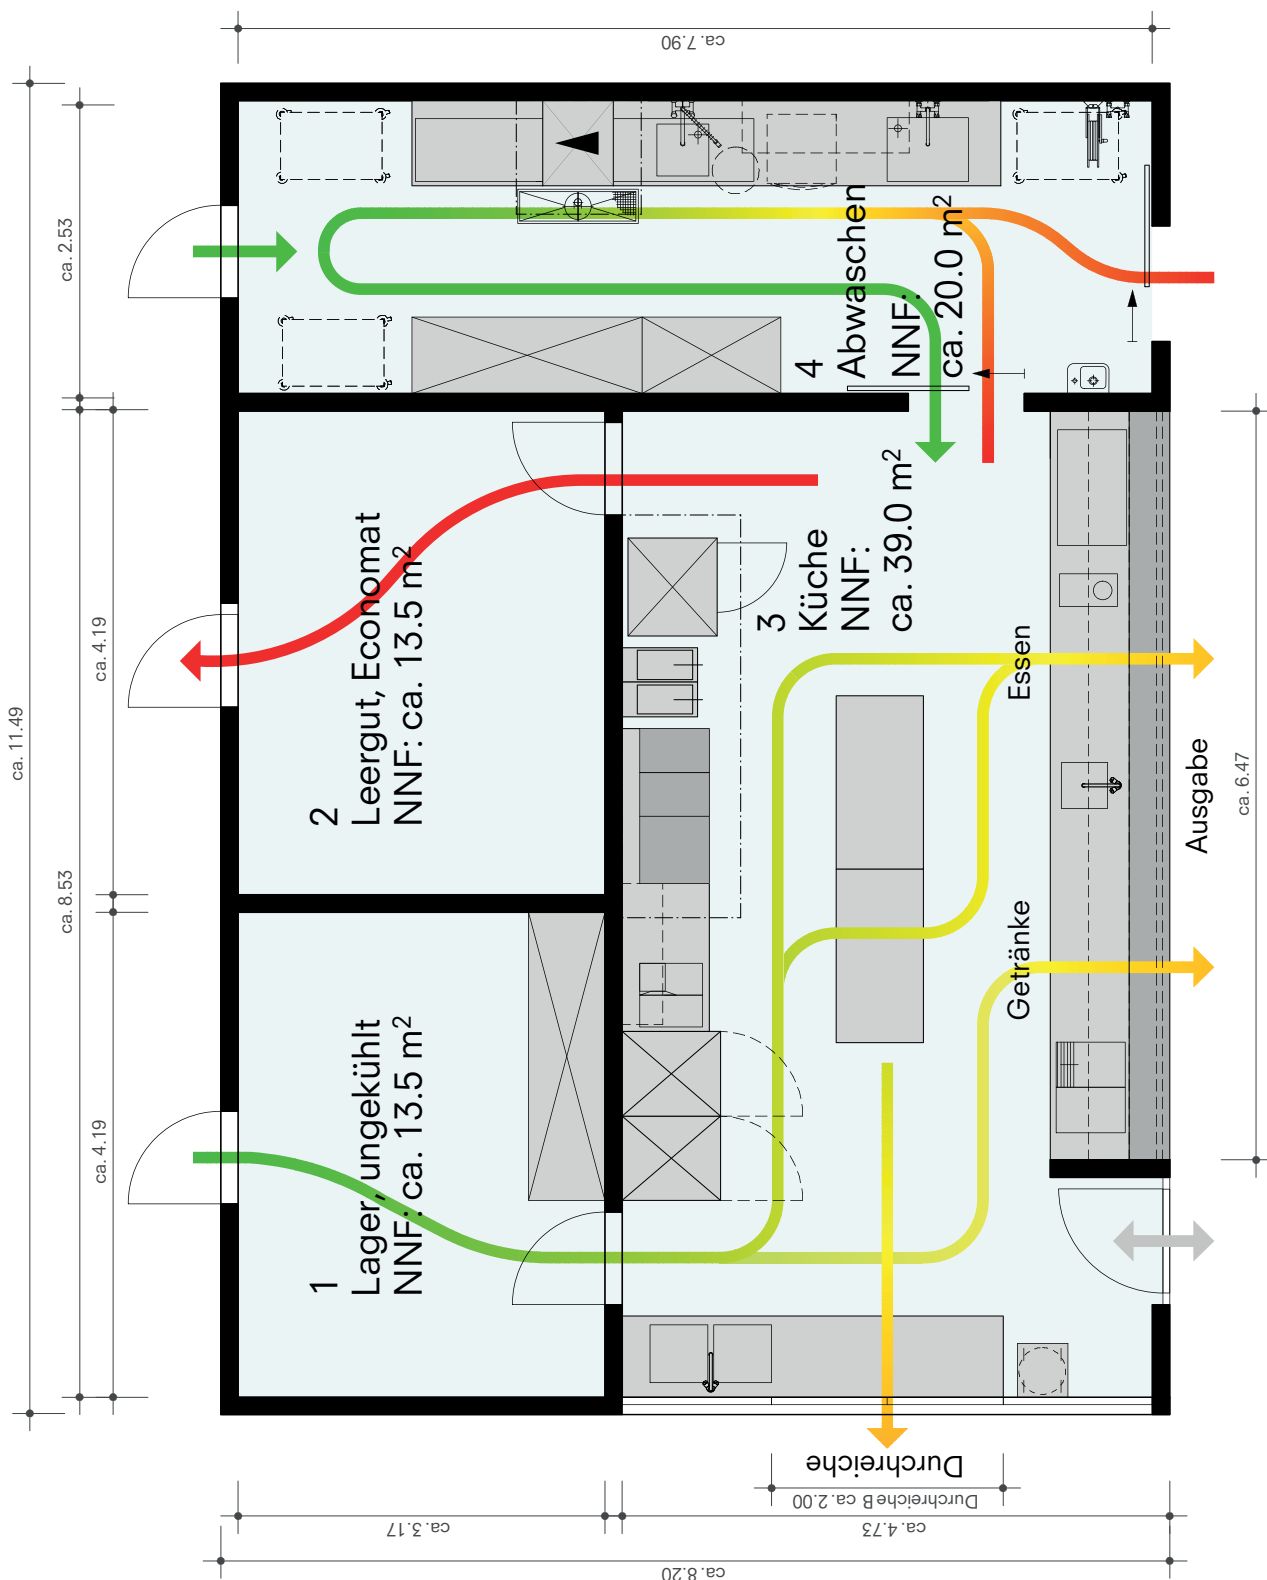 ca. 7.90
ca. 11.49
ca. 2.53
ca. 8.53
ca. 4.19
ca. 4.19
4
Abwaschen
NNF:
ca. 20.0 m²
2
Leergut, Economat
NNF: ca. 13.5 m²
3
Küche
NNF:
ca. 39.0 m²
1
Lager, ungekühlt
NNF: ca. 13.5 m²
Essen
Getränke
Ausgabe
ca. 6.47
Durchreiche
Durchreiche B ca. 2.00
ca. 3.17
ca. 4.73
ca. 8.20